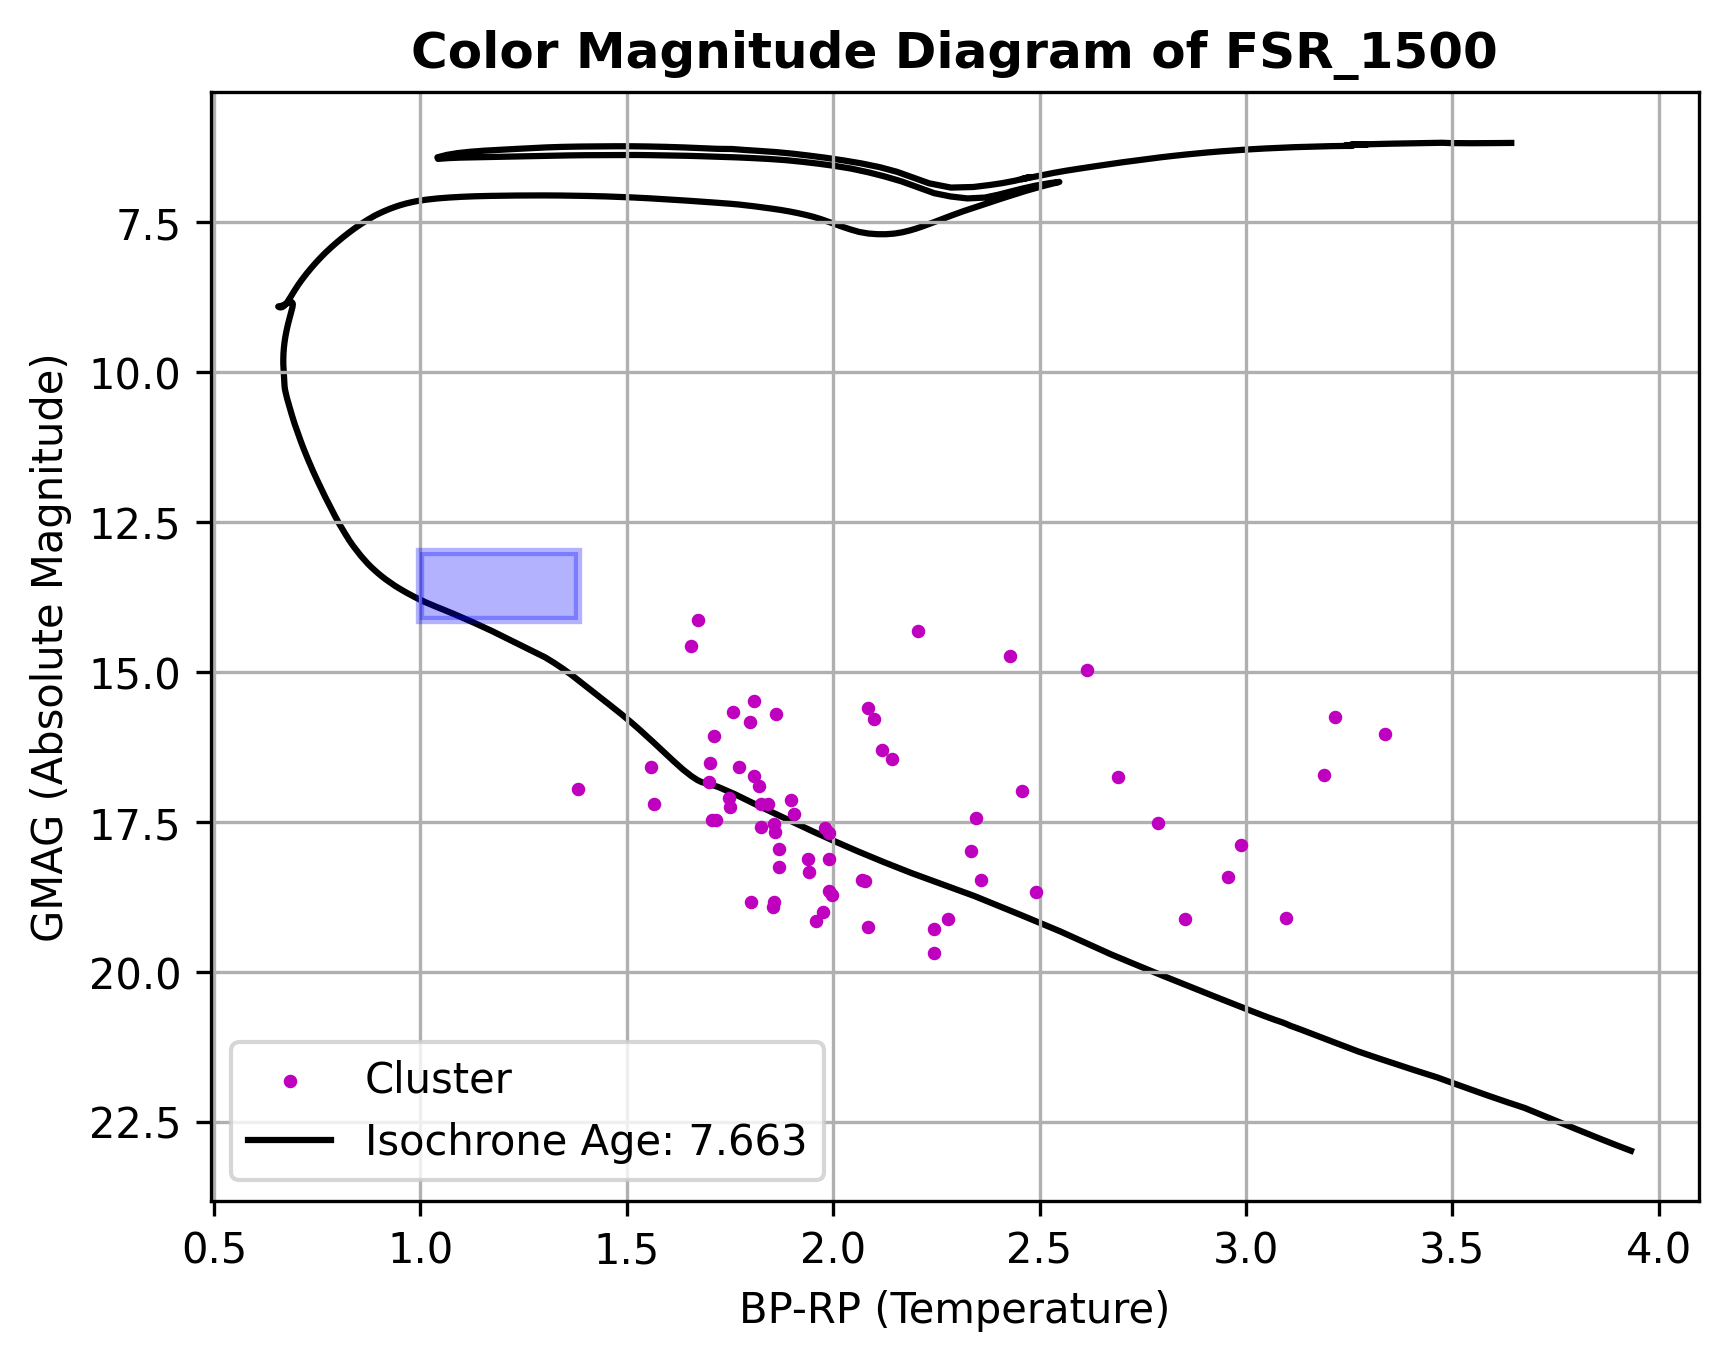 Color Magnitude Diagram of FSR_1500
GMAG (Absolute Magnitude)
7.5
10.0
12.5
15.0
17.5
20.0
22.5
Cluster
Isochrone Age: 7.663
0.5 1.0 1.5 2.0 2.5 3.0 3.5 4.0
BP-RP (Temperature)